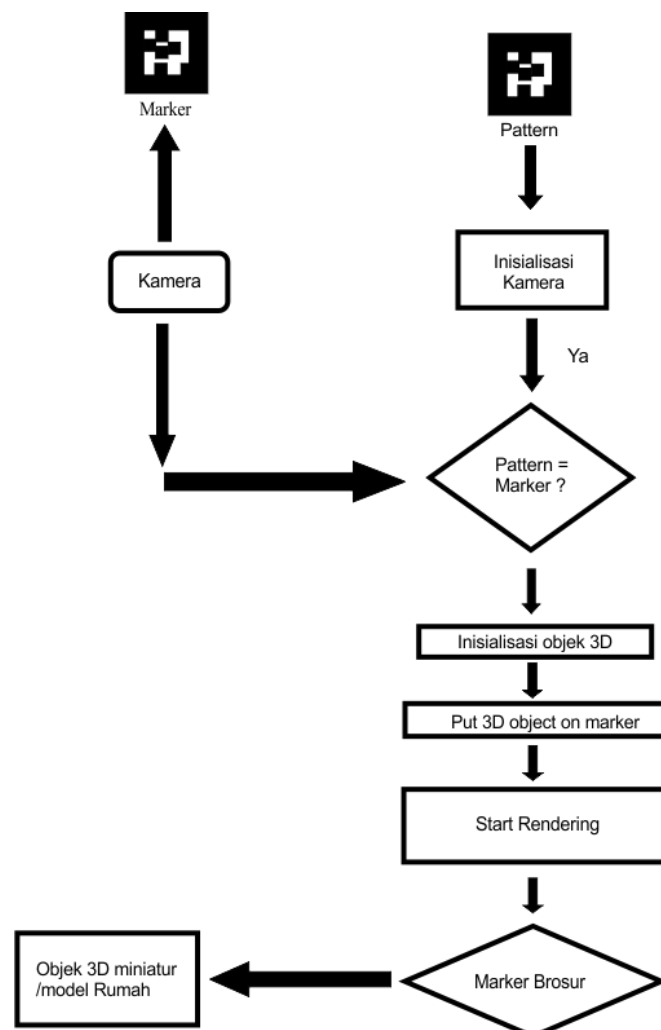 Marker
Pattern
Kamera
Inisialisasi
Kamera
Ya
Pattern =
Marker ?
Inisialisasi objek 3D
Put 3D object on marker
Start Rendering
Marker Brosur
Objek 3D miniatur
/model Rumah